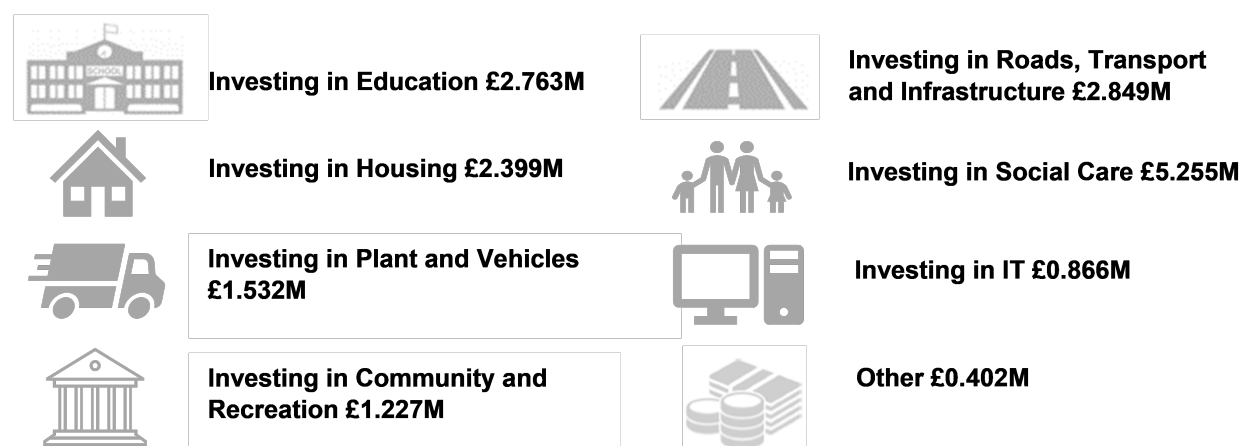 SCHOOL
Investing in Education £2.763M
Investing in Roads, Transport
and Infrastructure £2.849M
Investing in Housing £2.399M
Investing in Social Care £5.255M
Investing in Plant and Vehicles
£1.532M
Investing in IT £0.866M
Investing in Community and
Recreation £1.227M
Other £0.402M